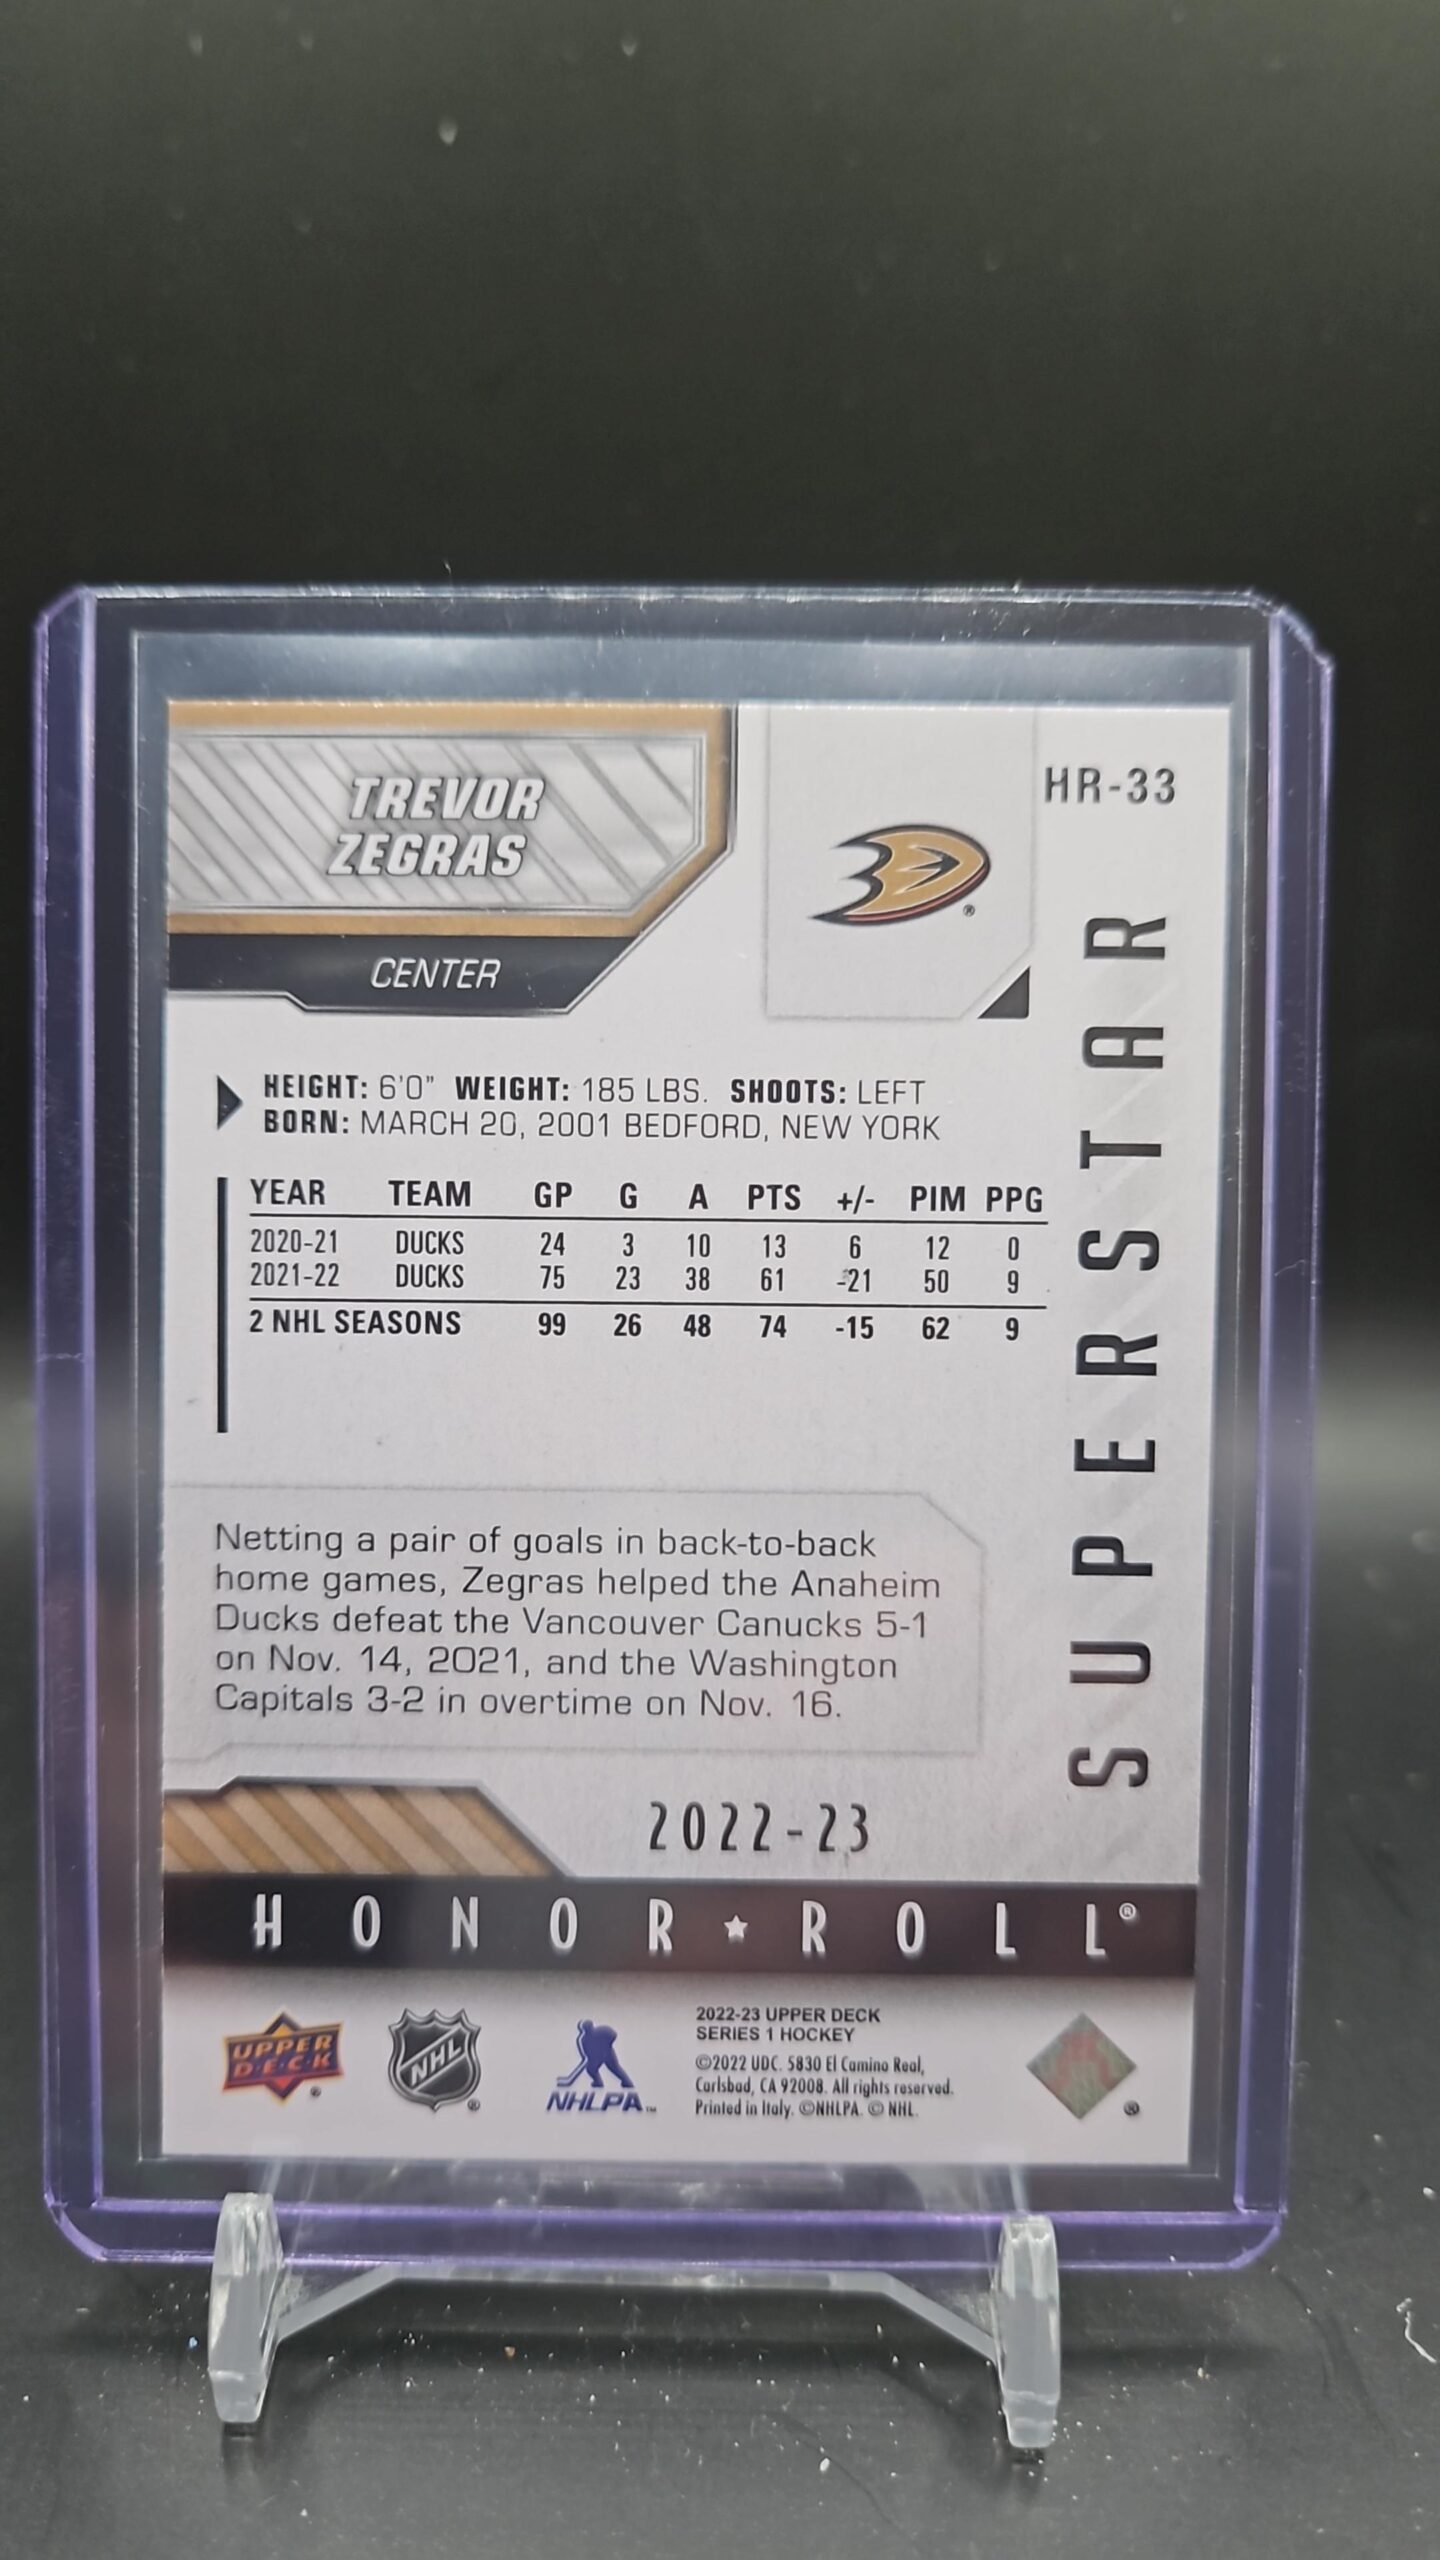 TREVOR
ZEGRAS
CENTER
HR-33
®
SUPERSTAR
HEIGHT: 6'0" WEIGHT: 185 LBS. SHOOTS: LEFT
BORN: MARCH 20, 2001 BEDFORD, NEW YORK
YEAR TEAM GP G A PTS +/- PIM PPG
2020-21 DUCKS 24 3 10 13 6 12 0
2021-22 DUCKS 75 23 38 61 -21 50 9
2 NHL SEASONS 99 26 48 74 -15 62 9
Netting a pair of goals in back-to-back
home games, Zegras helped the Anaheim
Ducks defeat the Vancouver Canucks 5-1
on Nov. 14, 2021, and the Washington
Capitals 3-2 in overtime on Nov. 16.
2022-23
HONOR★ROLL®
UPPER
DECK®
NHL®
NHLPA™
2022-23 UPPER DECK
SERIES 1 HOCKEY
©2022 UDC. 5830 El Camino Real,
Carlsbad, CA 92008. All rights reserved.
Printed in Italy. ©NHLPA. © NHL.
®